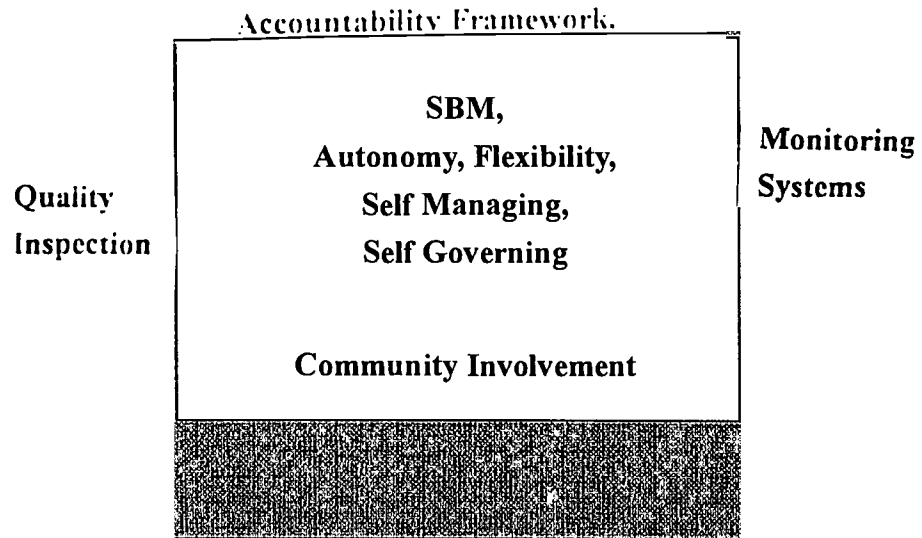 Accountability Framework.
SBM,
Autonomy, Flexibility,
Self Managing,
Self Governing
Community Involvement
Quality
Inspection
Monitoring
Systems